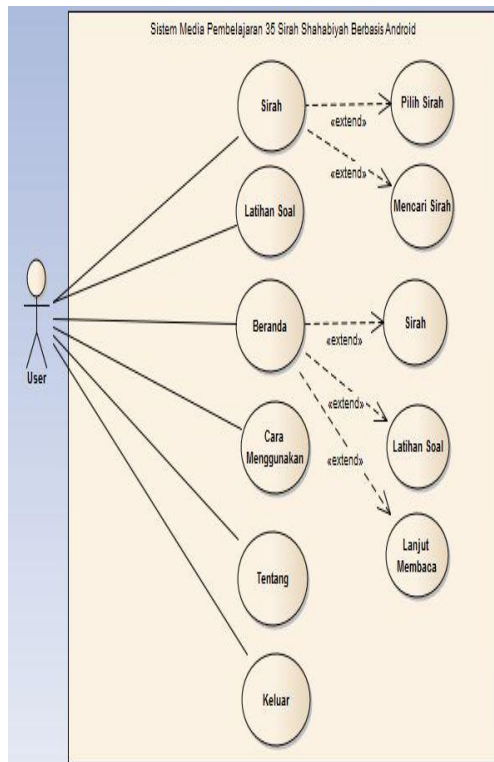 Sistem Media Pembelajaran 35 Sirah Shahabiyah Berbasis Android
Sirah
«extend»
Pilih Sirah
«extend»
Mencari Sirah
Latihan Soal
User
Beranda
«extend»
Sirah
«extend»
Latihan Soal
«extend»
Lanjut
Membaca
Cara
Menggunakan
Tentang
Keluar